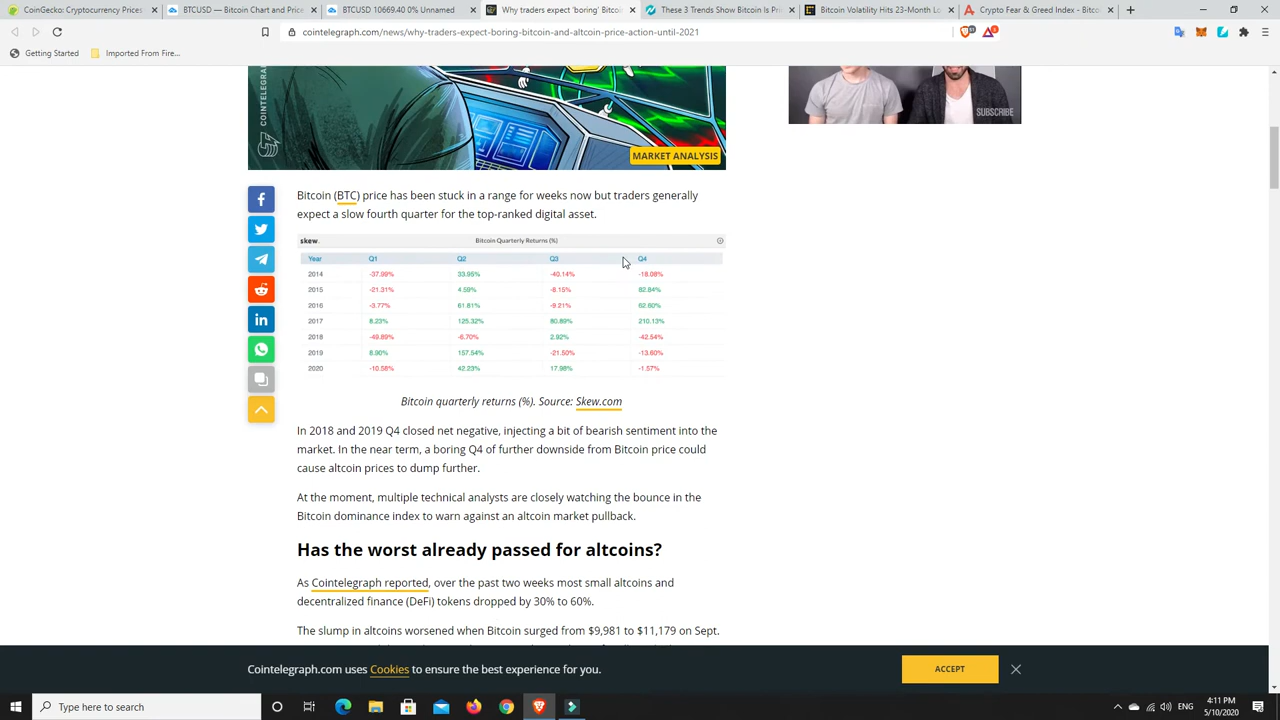 CoinGecko: Cryptocurrency Prices
BTCUSD — Bitcoin Chart and Price
BTCUSD 10669.40 0% Unnamed
Why traders expect 'boring' Bitcoin
These 3 Trends Show Bitcoin Is Pri
Bitcoin Volatility Hits 23-Month Lo
Crypto Fear & Greed Index - Bitco
cointelegraph.com/news/why-traders-expect-boring-bitcoin-and-altcoin-price-action-until-2021
Getting Started
Imported From Fire...
COINTELEGRA
MARKET ANALYSIS
SUBSCRIBE
Bitcoin (BTC) price has been stuck in a range for weeks now but traders generally
expect a slow fourth quarter for the top-ranked digital asset.
skew. Bitcoin Quarterly Returns (%)
Year Q1 Q2 Q3 Q4
2014 -37.99% 33.95% -40.14% -18.08%
2015 -21.31% 4.59% -8.15% 82.84%
2016 -3.77% 61.81% -9.21% 62.60%
2017 8.23% 125.32% 80.89% 210.13%
2018 -49.89% -6.70% 2.92% -42.54%
2019 8.90% 157.54% -21.50% -13.60%
2020 -10.58% 42.23% 17.98% -1.57%
Bitcoin quarterly returns (%). Source: Skew.com
In 2018 and 2019 Q4 closed net negative, injecting a bit of bearish sentiment into the
market. In the near term, a boring Q4 of further downside from Bitcoin price could
cause altcoin prices to dump further.
At the moment, multiple technical analysts are closely watching the bounce in the
Bitcoin dominance index to warn against an altcoin market pullback.
Has the worst already passed for altcoins?
As Cointelegraph reported, over the past two weeks most small altcoins and
decentralized finance (DeFi) tokens dropped by 30% to 60%.
The slump in altcoins worsened when Bitcoin surged from $9,981 to $11,179 on Sept.
Cointelegraph.com uses Cookies to ensure the best experience for you.
ACCEPT
Type here to search
ENG
4:11 PM
5/10/2020